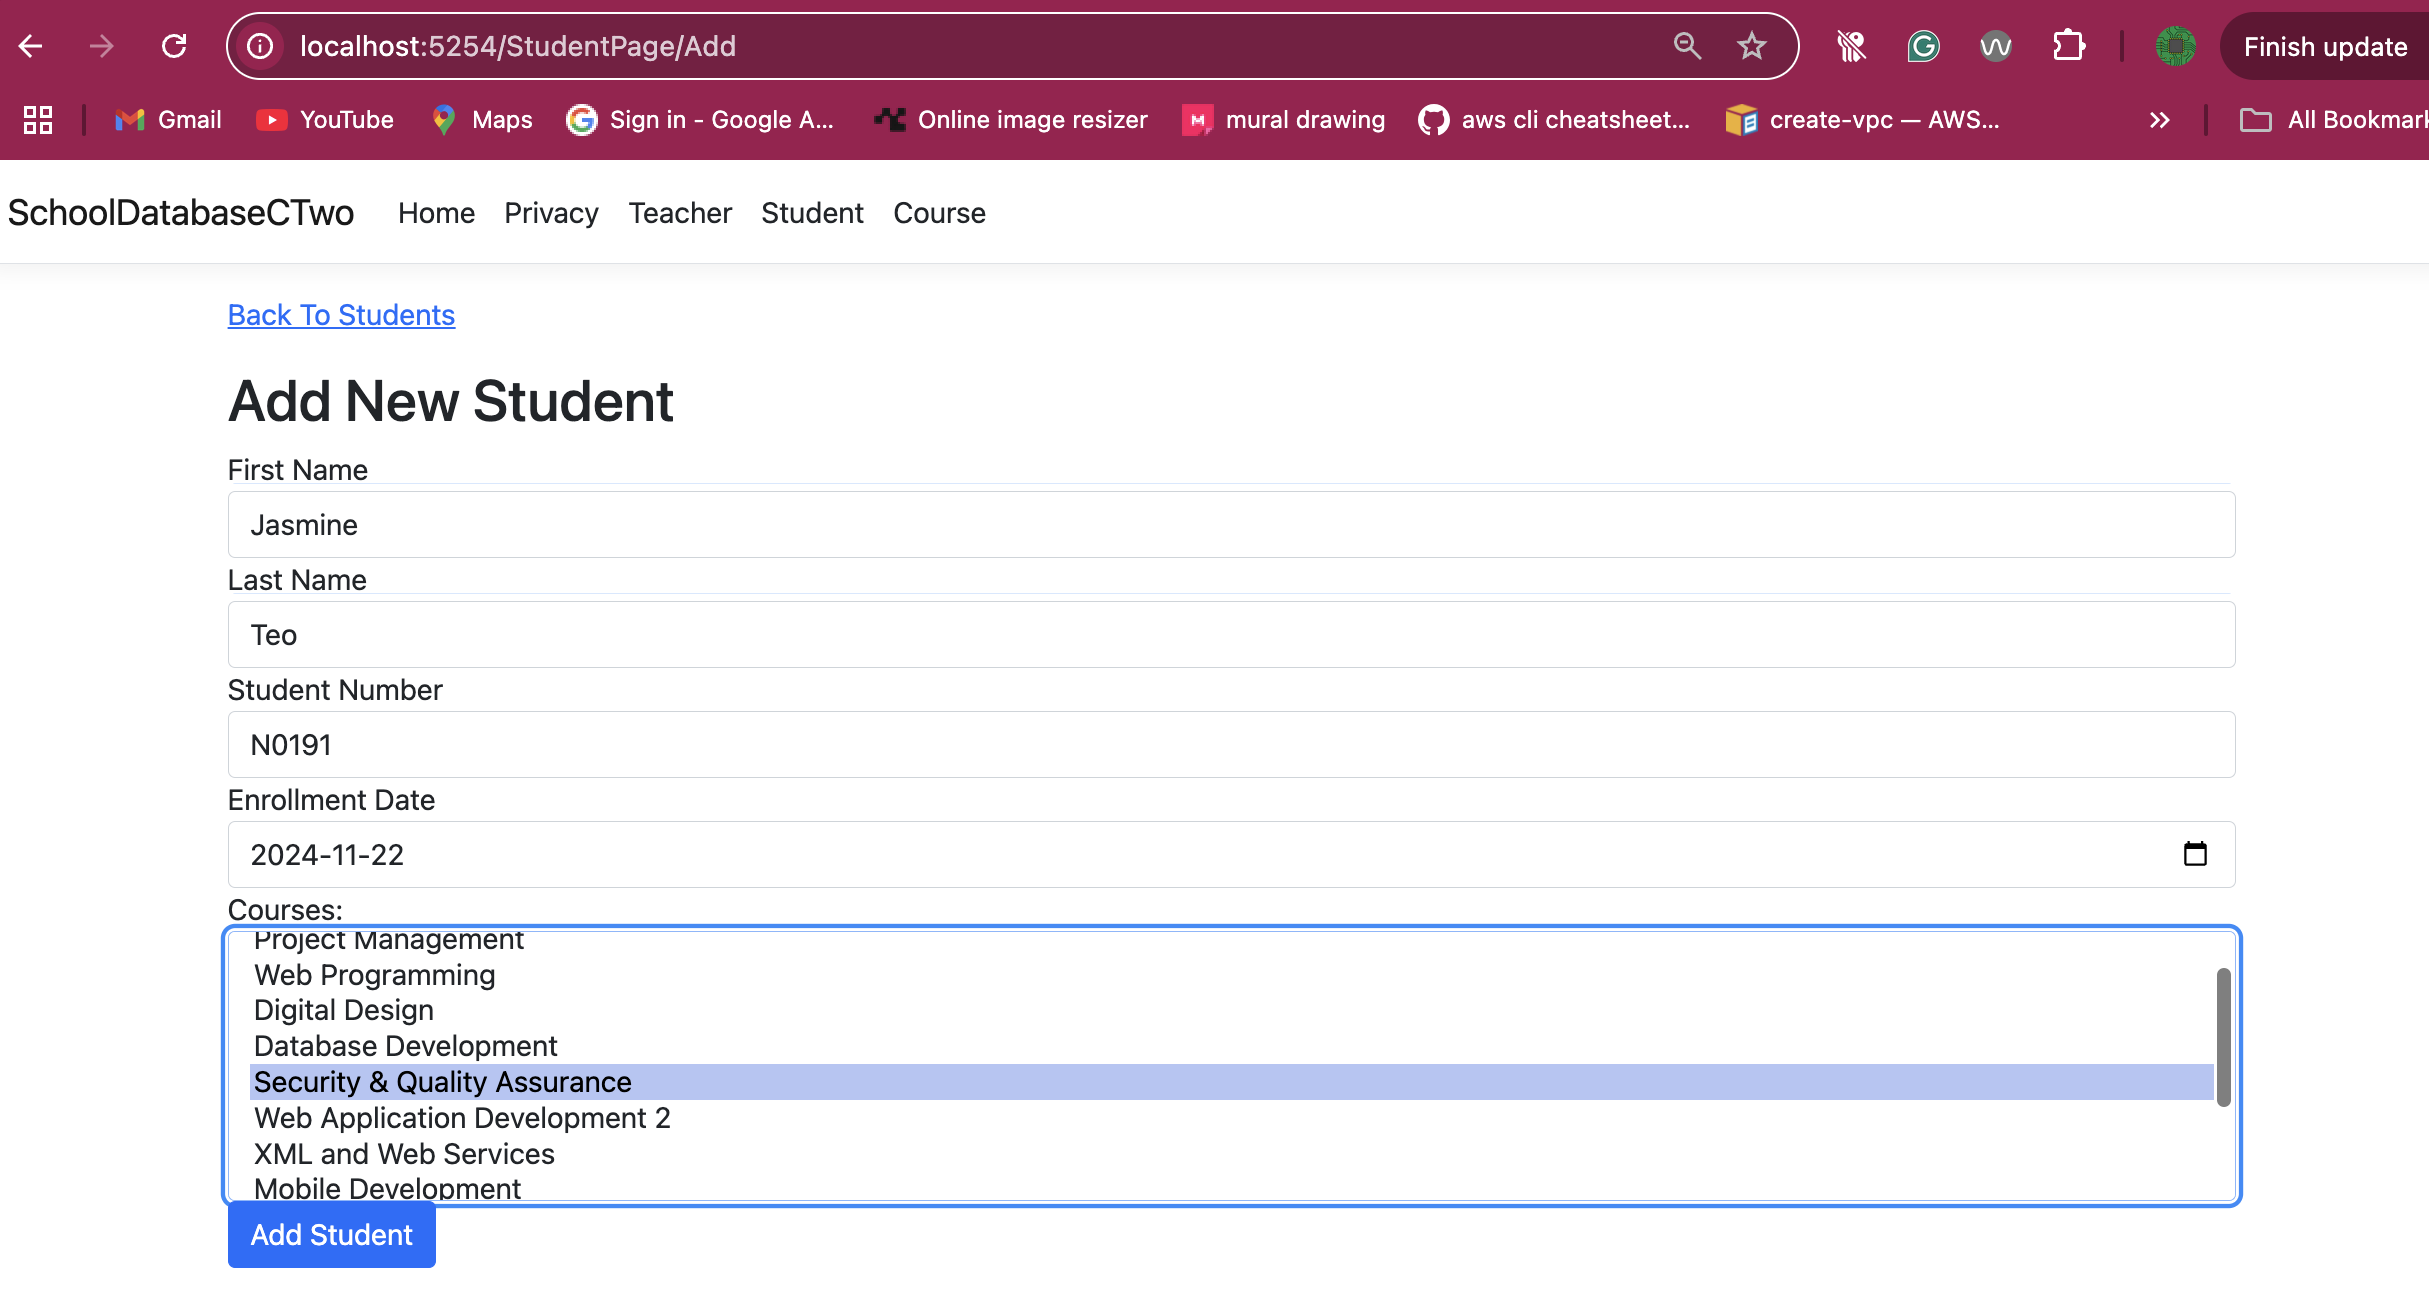 localhost:5254/StudentPage/Add
Finish update
Gmail YouTube Maps Sign in - Google A... Online image resizer mural drawing aws cli cheatsheet... create-vpc — AWS... All Bookmark
SchoolDatabaseCTwo Home Privacy Teacher Student Course
Back To Students
Add New Student
First Name
Jasmine
Last Name
Teo
Student Number
N0191
Enrollment Date
2024-11-22
Courses:
Project Management
Web Programming
Digital Design
Database Development
Security & Quality Assurance
Web Application Development 2
XML and Web Services
Mobile Development
Add Student